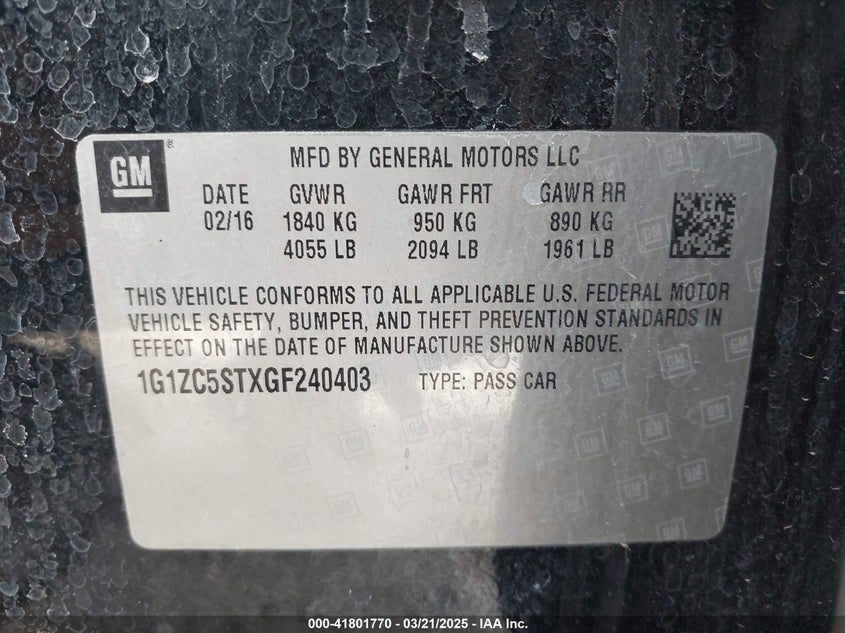 GM®
MFD BY GENERAL MOTORS LLC
DATE GVWR GAWR FRT GAWR RR
02/16 1840 KG 950 KG 890 KG
4055 LB 2094 LB 1961 LB
THIS VEHICLE CONFORMS TO ALL APPLICABLE U.S. FEDERAL MOTOR
VEHICLE SAFETY, BUMPER, AND THEFT PREVENTION STANDARDS IN
EFFECT ON THE DATE OF MANUFACTURE SHOWN ABOVE.
1G1ZC5STXGF240403 TYPE: PASS CAR
000-41801770 — 03/21/2025 — IAA Inc.